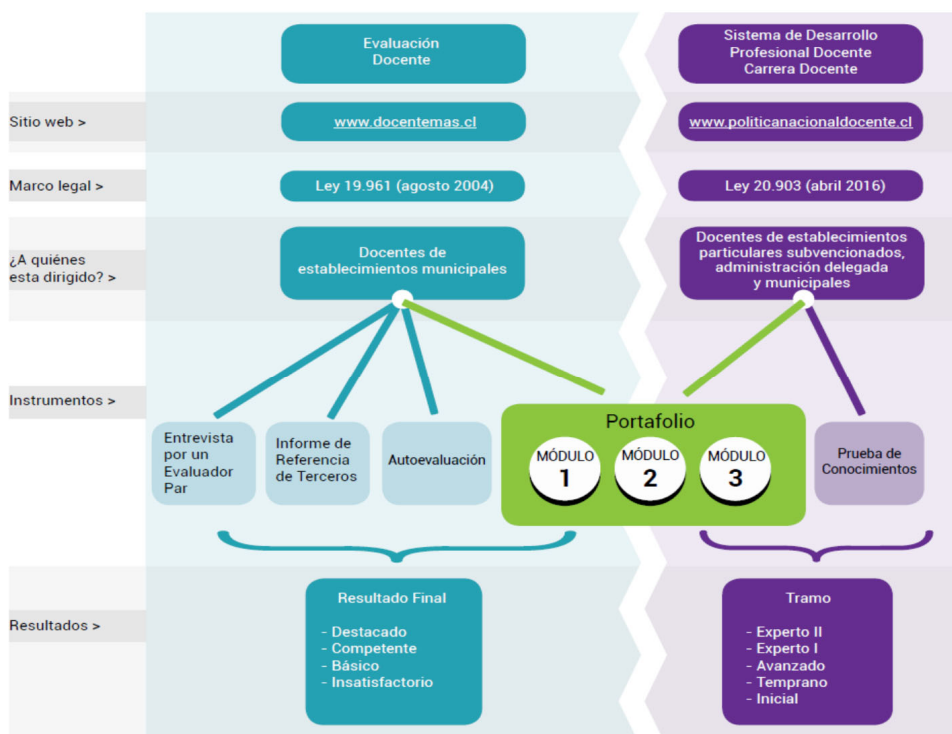 Evaluación
Docente
Sistema de Desarrollo
Profesional Docente
Carrera Docente
Sitio web >
www.docentemas.cl
www.politicanacionaldocente.cl
Marco legal >
Ley 19.961 (agosto 2004)
Ley 20.903 (abril 2016)
¿A quiénes
esta dirigido? >
Docentes de
establecimientos municipales
Docentes de establecimientos
particulares subvencionados,
administración delegada
y municipales
Instrumentos >
Entrevista
por un
Evaluador
Par
Informe de
Referencia
de Terceros
Autoevaluación
Portafolio
MÓDULO
1
MÓDULO
2
MÓDULO
3
Prueba de
Conocimientos
Resultados >
Resultado Final
- Destacado
- Competente
- Básico
- Insatisfactorio
Tramo
- Experto II
- Experto I
- Avanzado
- Temprano
- Inicial